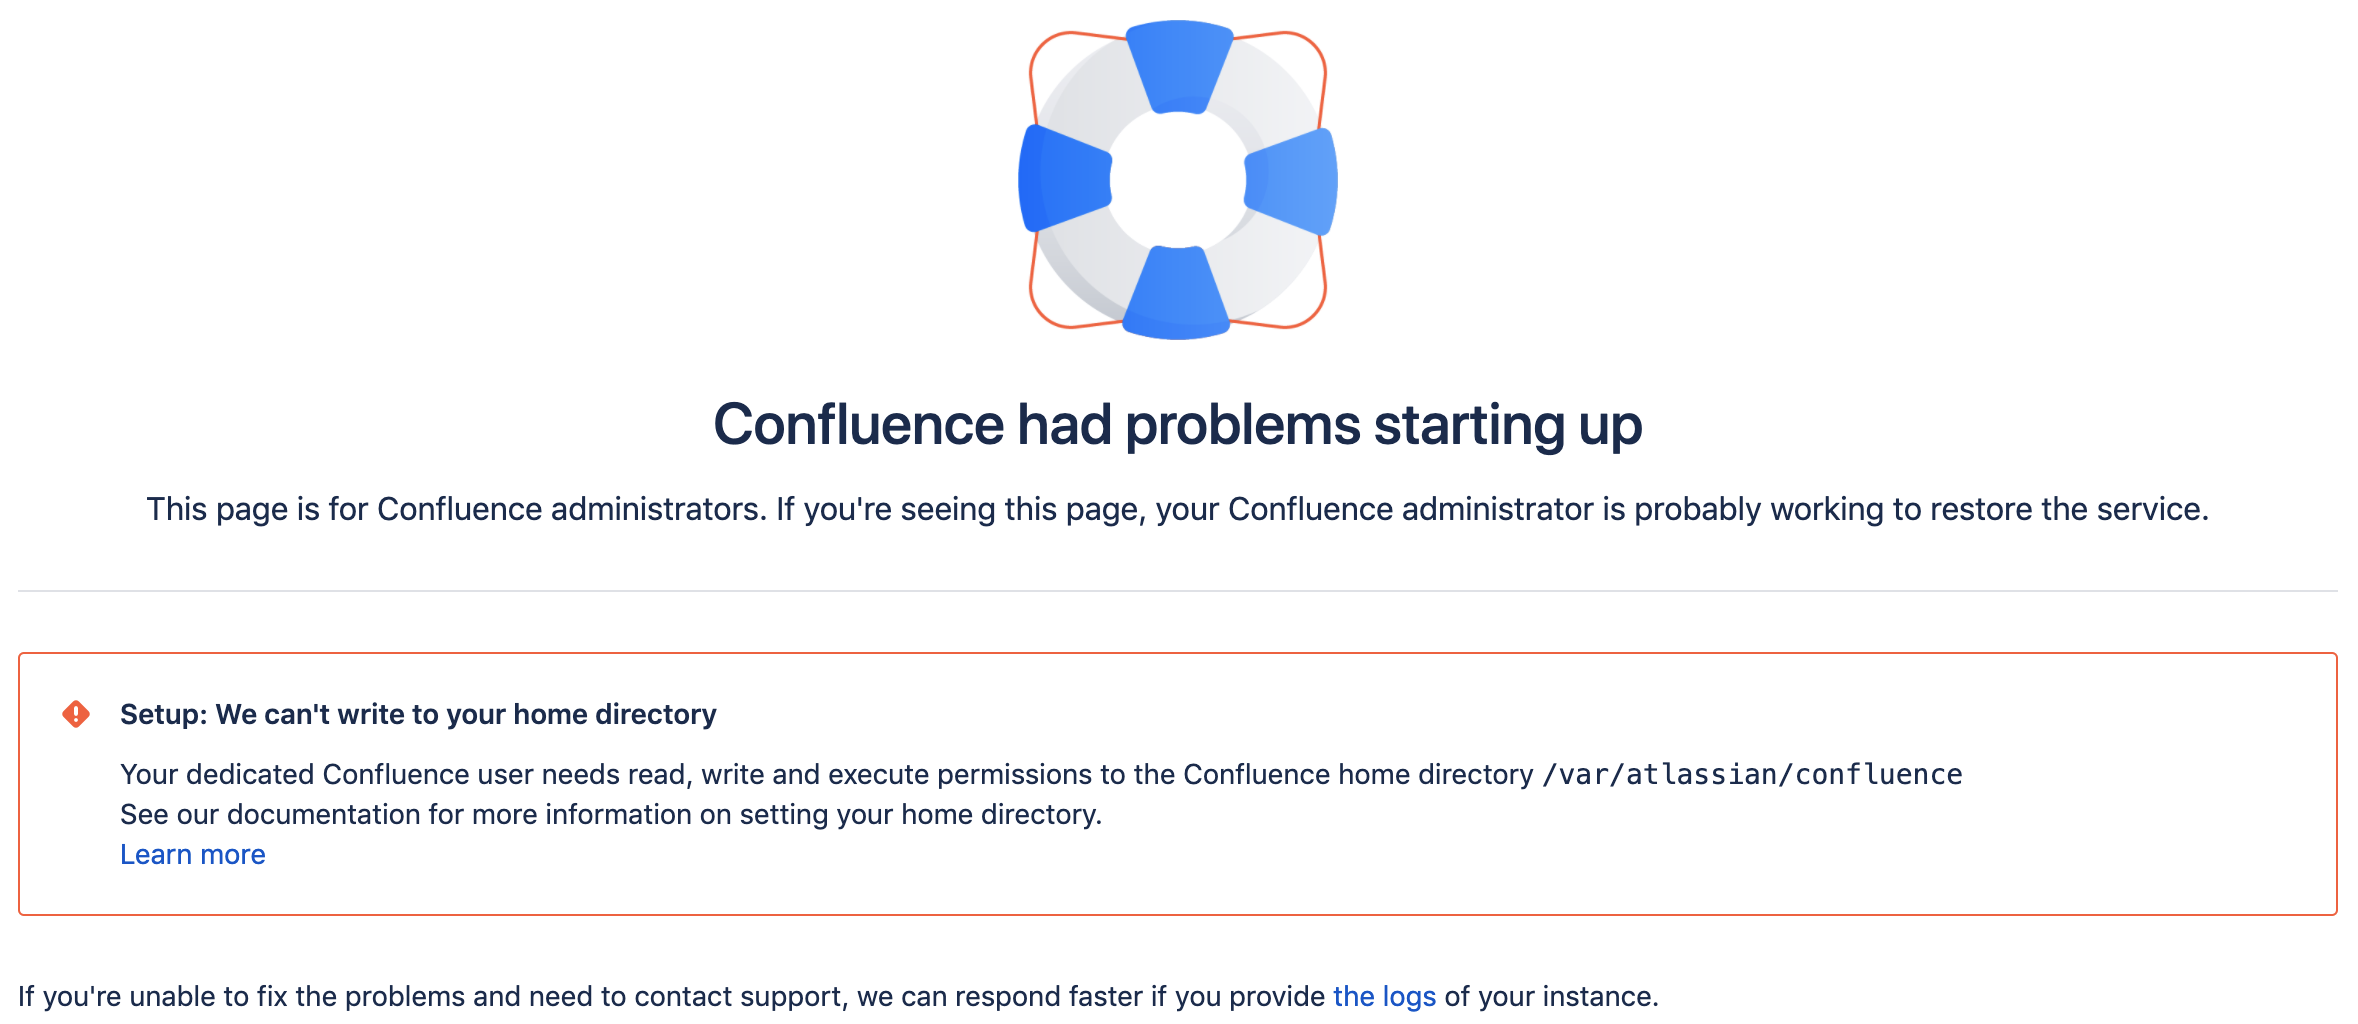 Confluence had problems starting up
This page is for Confluence administrators. If you're seeing this page, your Confluence administrator is probably working to restore the service.
Setup: We can't write to your home directory
Your dedicated Confluence user needs read, write and execute permissions to the Confluence home directory /var/atlassian/confluence
See our documentation for more information on setting your home directory.
Learn more
If you're unable to fix the problems and need to contact support, we can respond faster if you provide the logs of your instance.